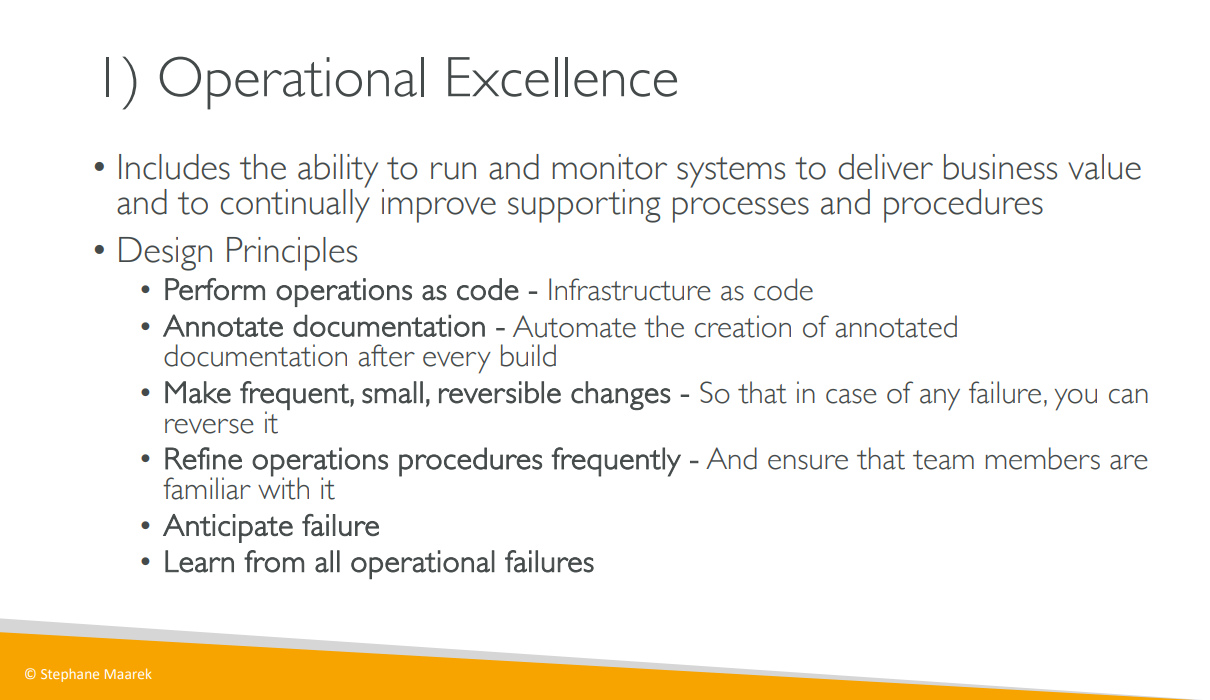 1) Operational Excellence
• Includes the ability to run and monitor systems to deliver business value
and to continually improve supporting processes and procedures
• Design Principles
• Perform operations as code - Infrastructure as code
• Annotate documentation - Automate the creation of annotated
documentation after every build
• Make frequent, small, reversible changes - So that in case of any failure, you can
reverse it
• Refine operations procedures frequently - And ensure that team members are
familiar with it
• Anticipate failure
• Learn from all operational failures
© Stephane Maarek